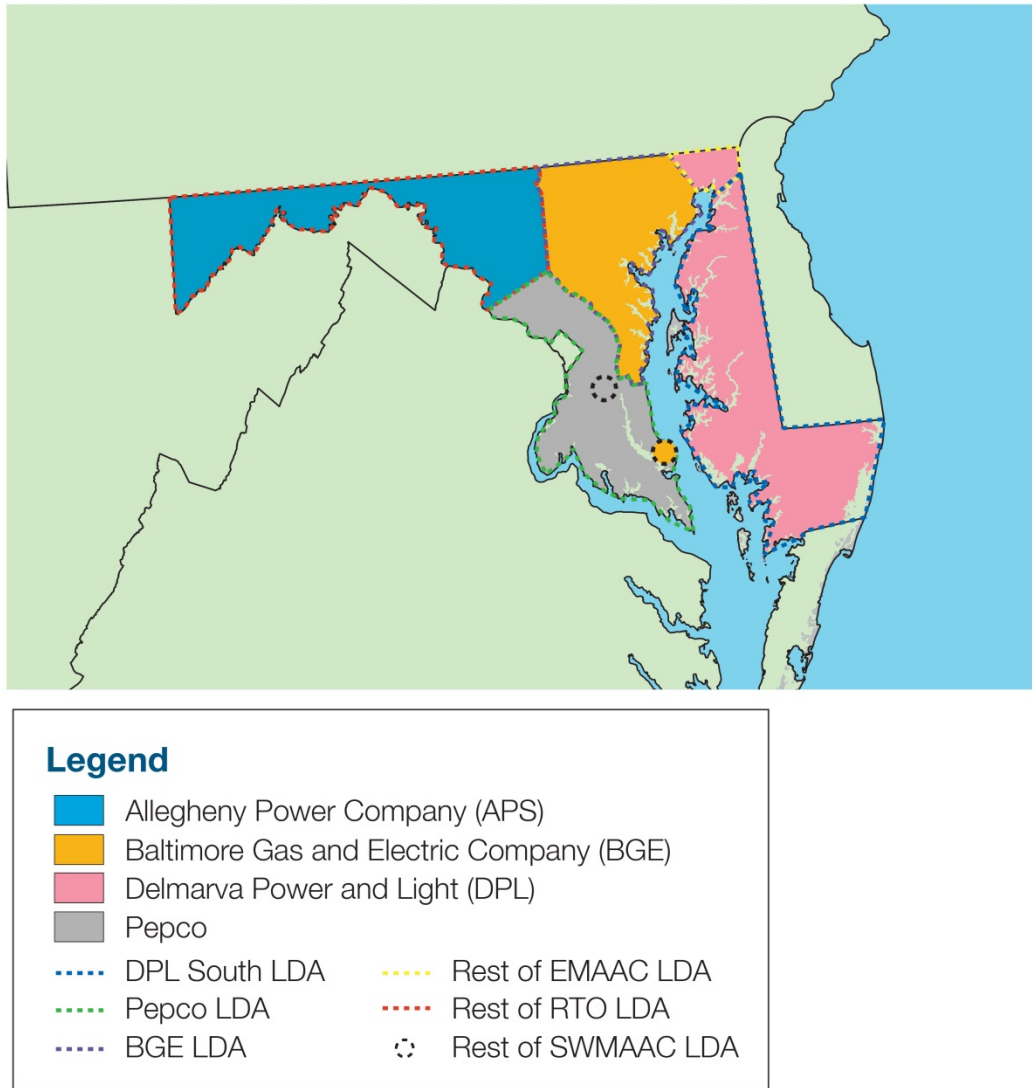 Legend
Allegheny Power Company (APS)
Baltimore Gas and Electric Company (BGE)
Delmarva Power and Light (DPL)
Pepco
DPL South LDA
Pepco LDA
BGE LDA
Rest of EMAAC LDA
Rest of RTO LDA
Rest of SWMAAC LDA